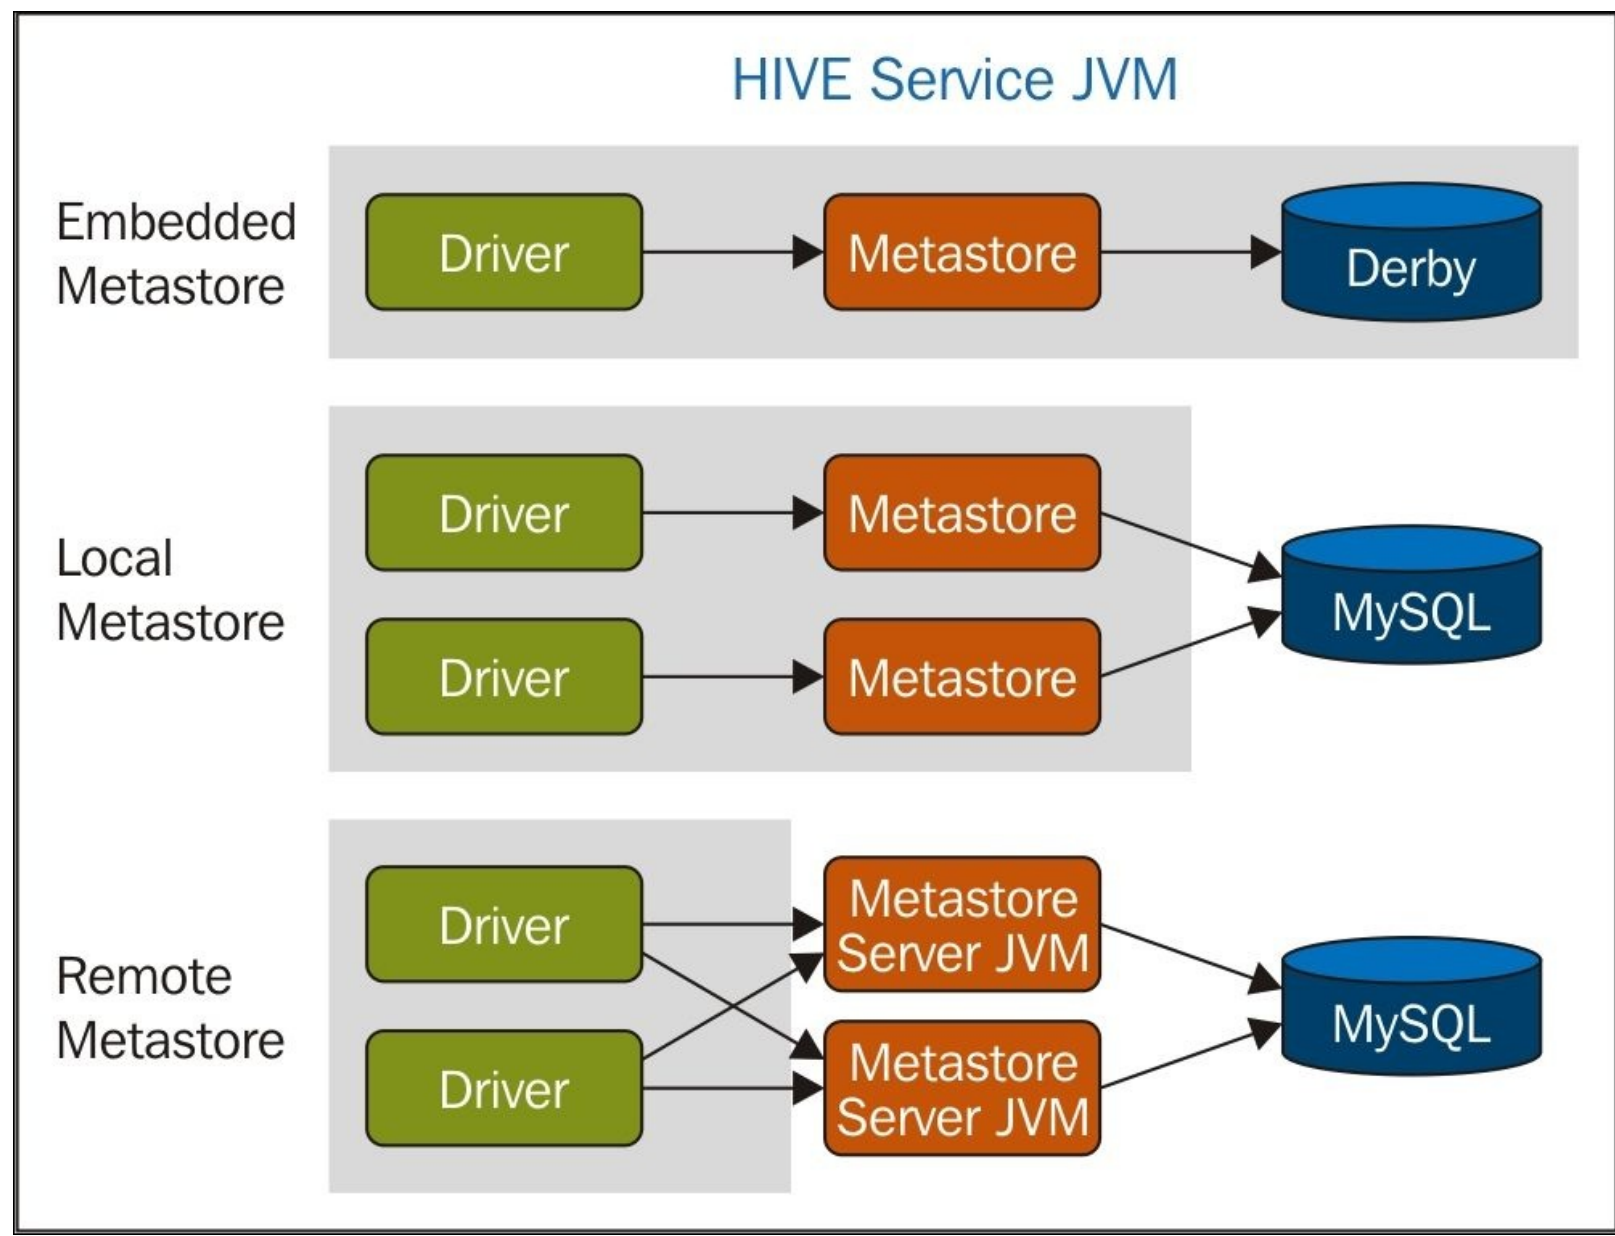 HIVE Service JVM
Embedded
Metastore
Driver
Metastore
Derby
Local
Metastore
Driver
Metastore
Driver
Metastore
MySQL
Remote
Metastore
Driver
Metastore
Server JVM
Driver
Metastore
Server JVM
MySQL